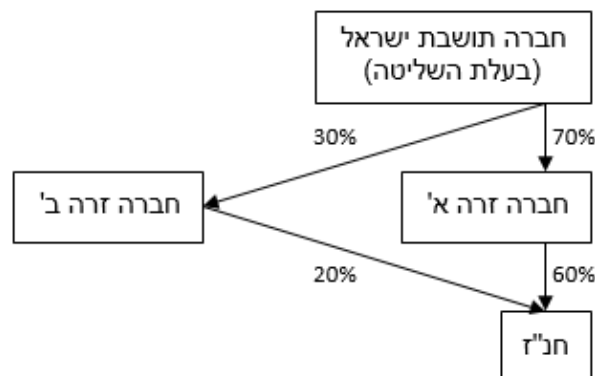 חברה תושבת ישראל
(בעלת השליטה)
30%
70%
חברה זרה ב'
חברה זרה א'
20%
60%
חנ"ז